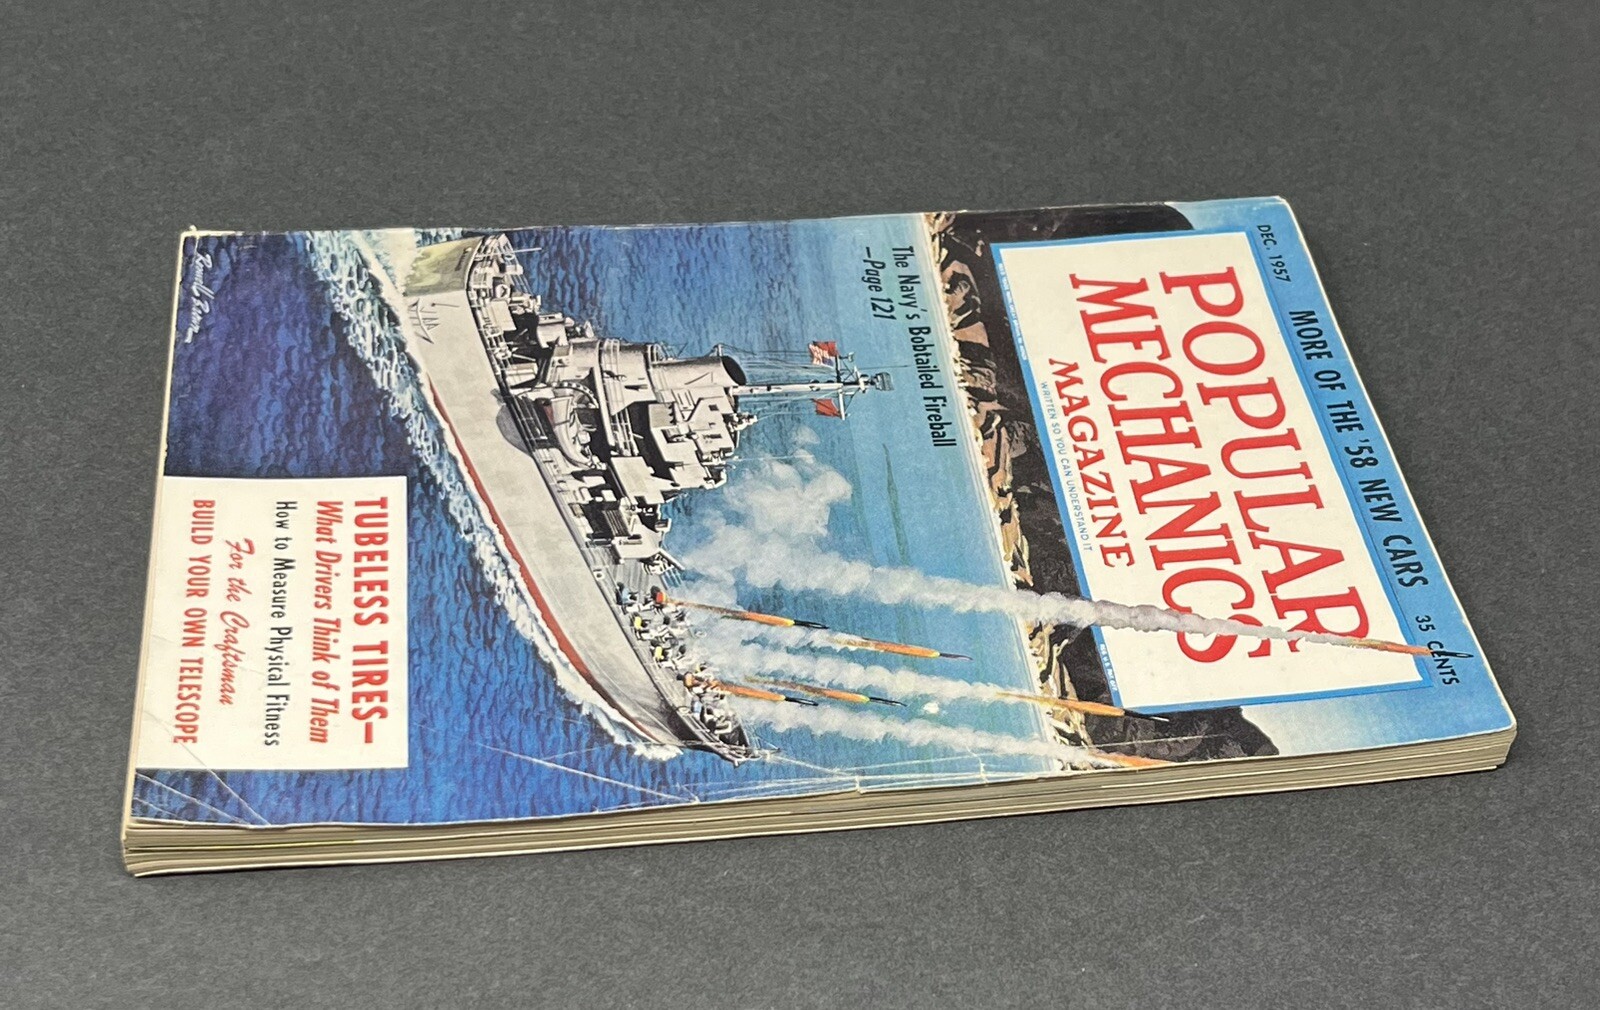 MORE OF THE '58 NEW CARS
DEC. 1957
35 CENTS
POPULAR
MECHANICS
MAGAZINE
WRITTEN SO YOU CAN UNDERSTAND IT
The Navy's Bobtailed Fireball
—Page 121
TUBELESS TIRES—
What Drivers Think of Them
How to Measure Physical Fitness
For the Craftsman
BUILD YOUR OWN TELESCOPE